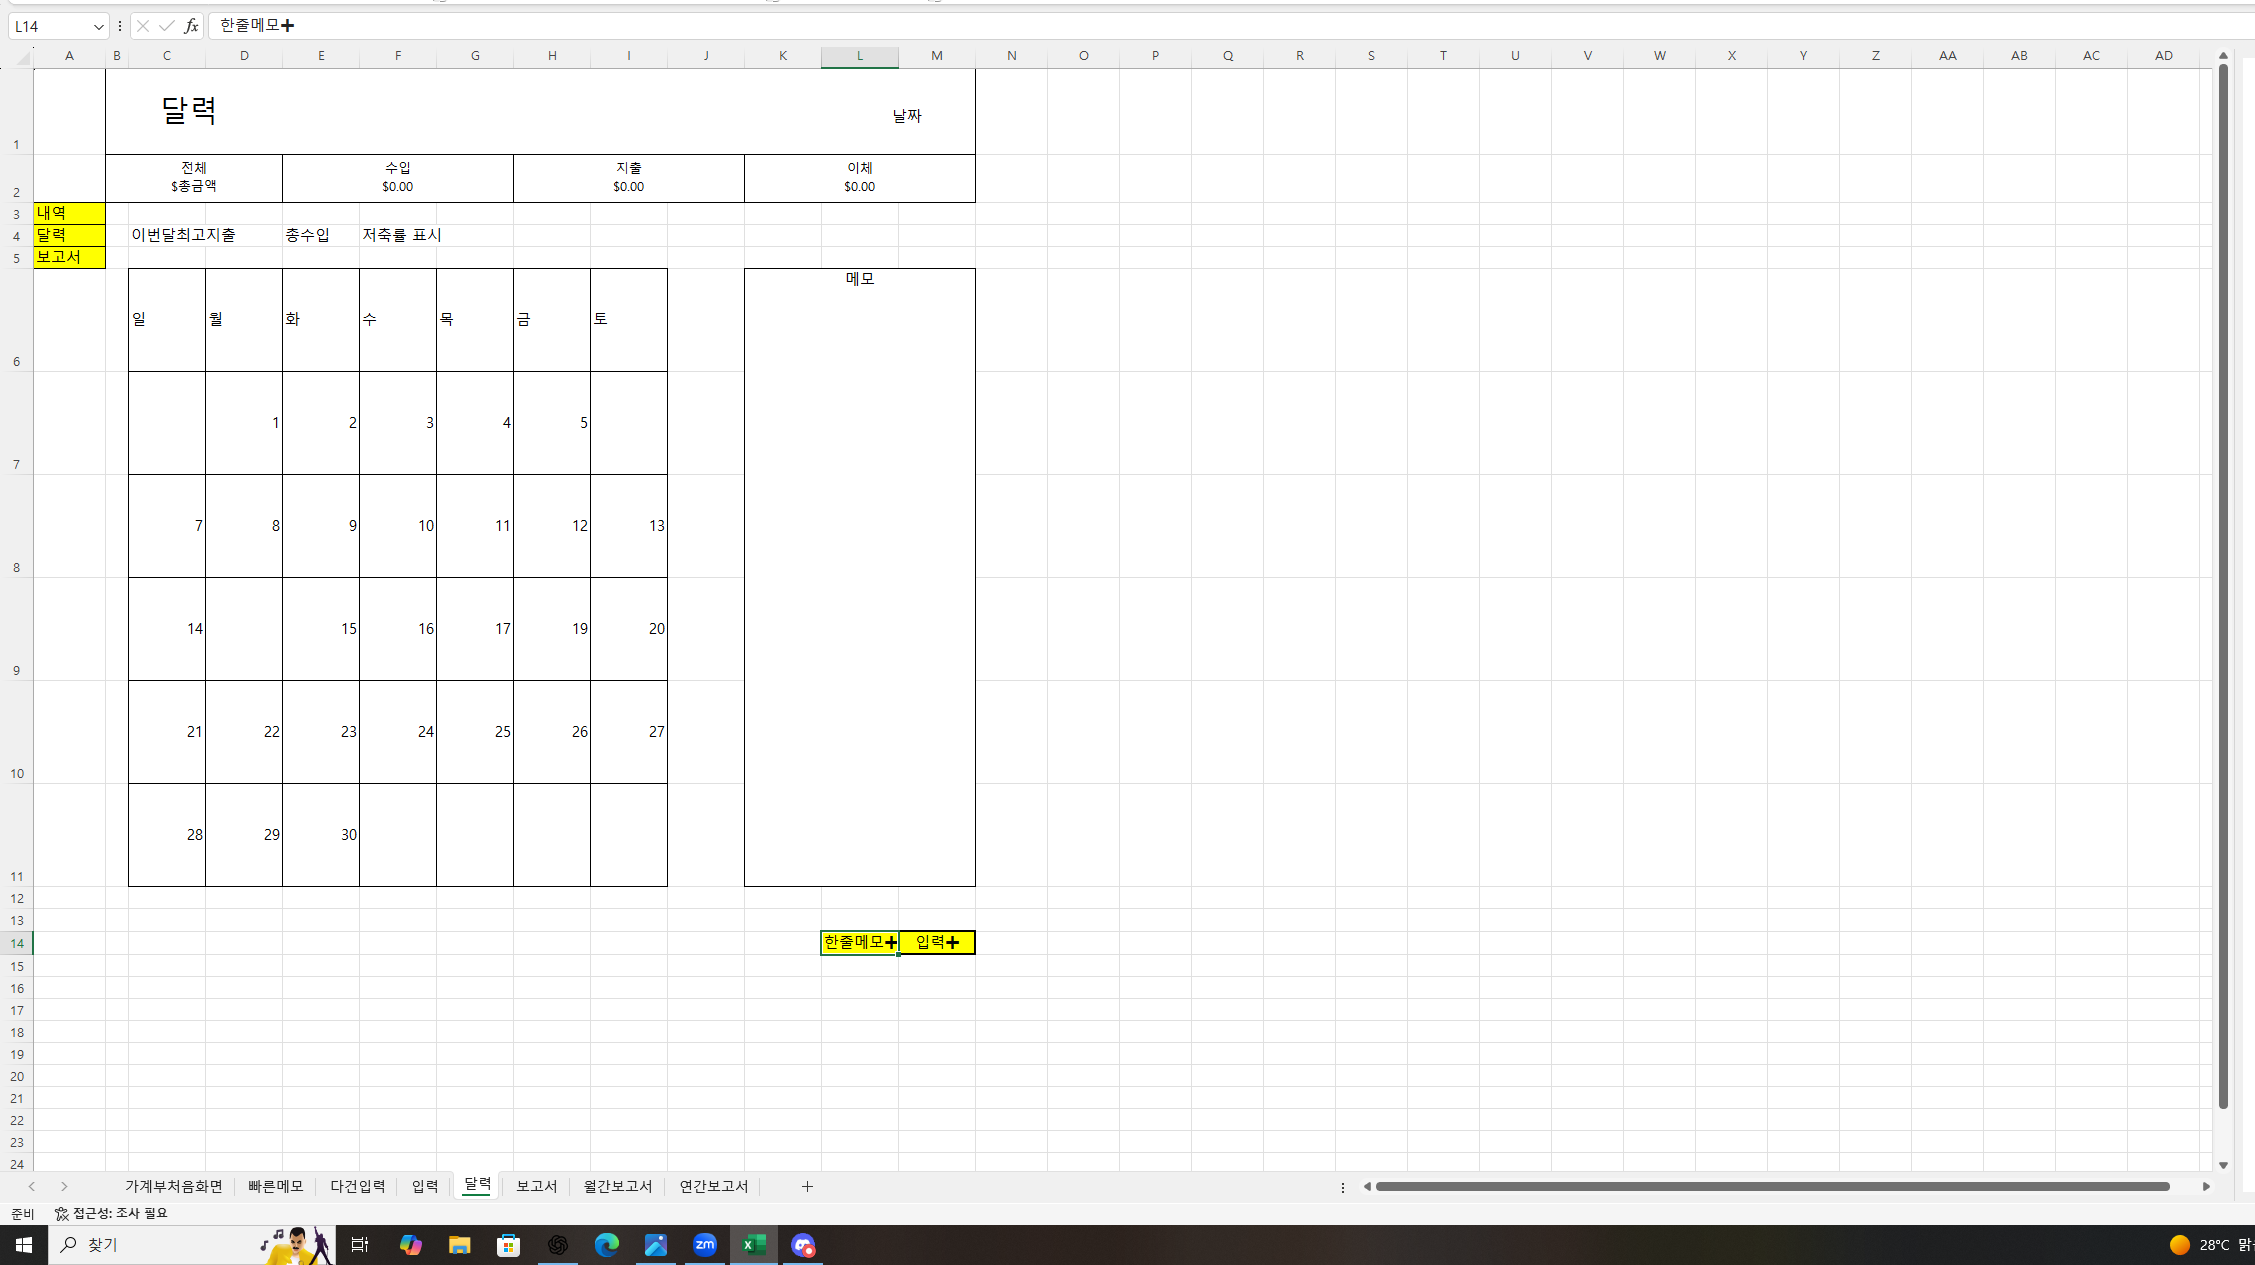 L14
fx 한줄메모➕
A B C D E F G H I J K L M N O P Q R S T U V W X Y Z AA AB AC AD
1 달력 날짜
전체 수입 지출 이체
2 $총금액 $0.00 $0.00 $0.00
3 내역
4 달력 이번달최고지출 총수입 저축률 표시
5 보고서
메모
일 월 화 수 목 금 토
6
1 2 3 4 5
7
7 8 9 10 11 12 13
8
14 15 16 17 19 20
9
21 22 23 24 25 26 27
10
28 29 30
11
12
13
14 한줄메모➕ 입력➕
15
16
17
18
19
20
21
22
23
24
가계부처음화면 빠른메모 다건입력 입력 달력 보고서 월간보고서 연간보고서 +
준비 접근성: 조사 필요
찾기 zm 28°C